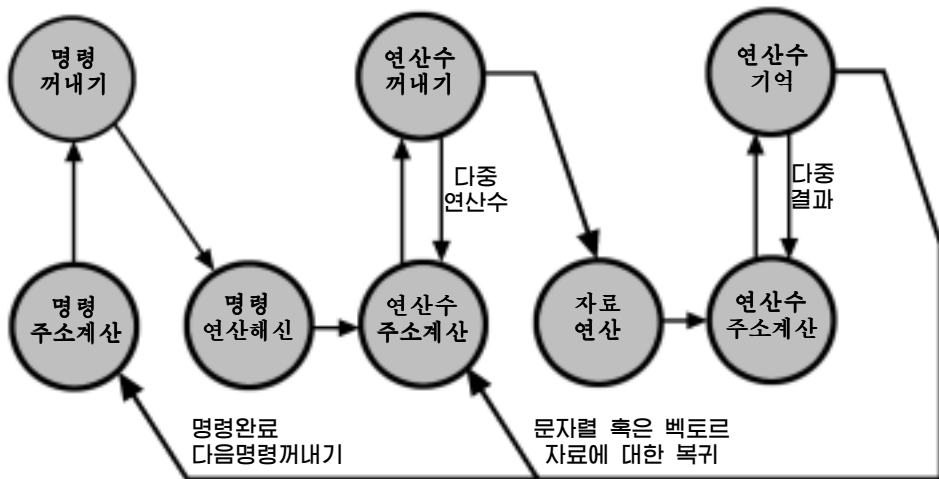 명령
꺼내기
연산수
꺼내기
연산수
기억
다중
연산수
다중
결과
명령
주소계산
명령
연산해신
연산수
주소계산
자료
연산
연산수
주소계산
명령완료
다음명령꺼내기
문자렬 혹은 벡토르
자료에 대한 복귀